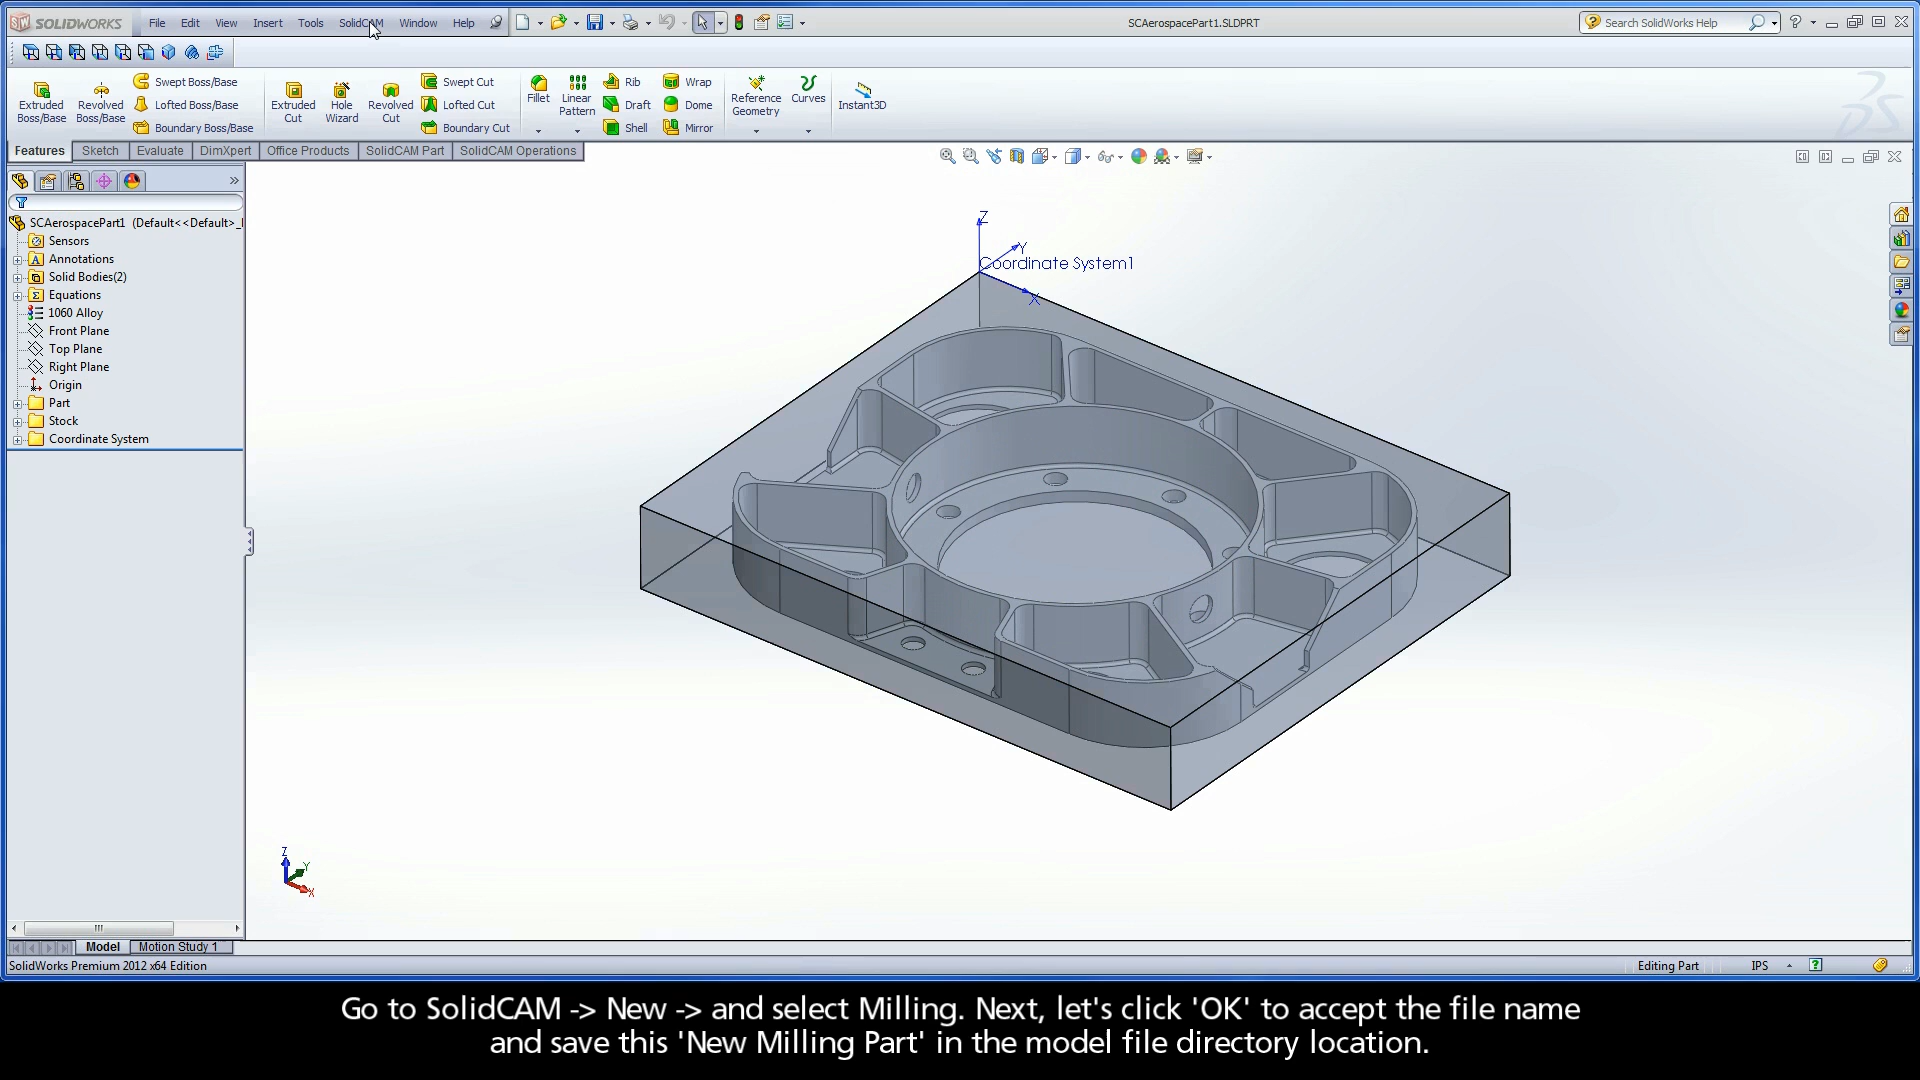 SOLIDWORKS File Edit View Insert Tools SolidCAM Window Help SCAerospacePart1.SLDPRT Search SolidWorks Help
Extruded Boss/Base
Revolved Boss/Base
Swept Boss/Base
Lofted Boss/Base
Boundary Boss/Base
Extruded Cut
Hole Wizard
Revolved Cut
Swept Cut
Lofted Cut
Boundary Cut
Fillet
Linear Pattern
Rib
Draft
Shell
Wrap
Dome
Mirror
Reference Geometry
Curves
Instant3D
Features Sketch Evaluate DimXpert Office Products SolidCAM Part SolidCAM Operations
SCAerospacePart1 (Default<<Default>_
Sensors
Annotations
Solid Bodies(2)
Equations
1060 Alloy
Front Plane
Top Plane
Right Plane
Origin
Part
Stock
Coordinate System
Z
Y
Coordinate System1
X
Z
Y
X
Model Motion Study 1
SolidWorks Premium 2012 x64 Edition Editing Part IPS
Go to SolidCAM -> New -> and select Milling. Next, let's click 'OK' to accept the file name
and save this 'New Milling Part' in the model file directory location.